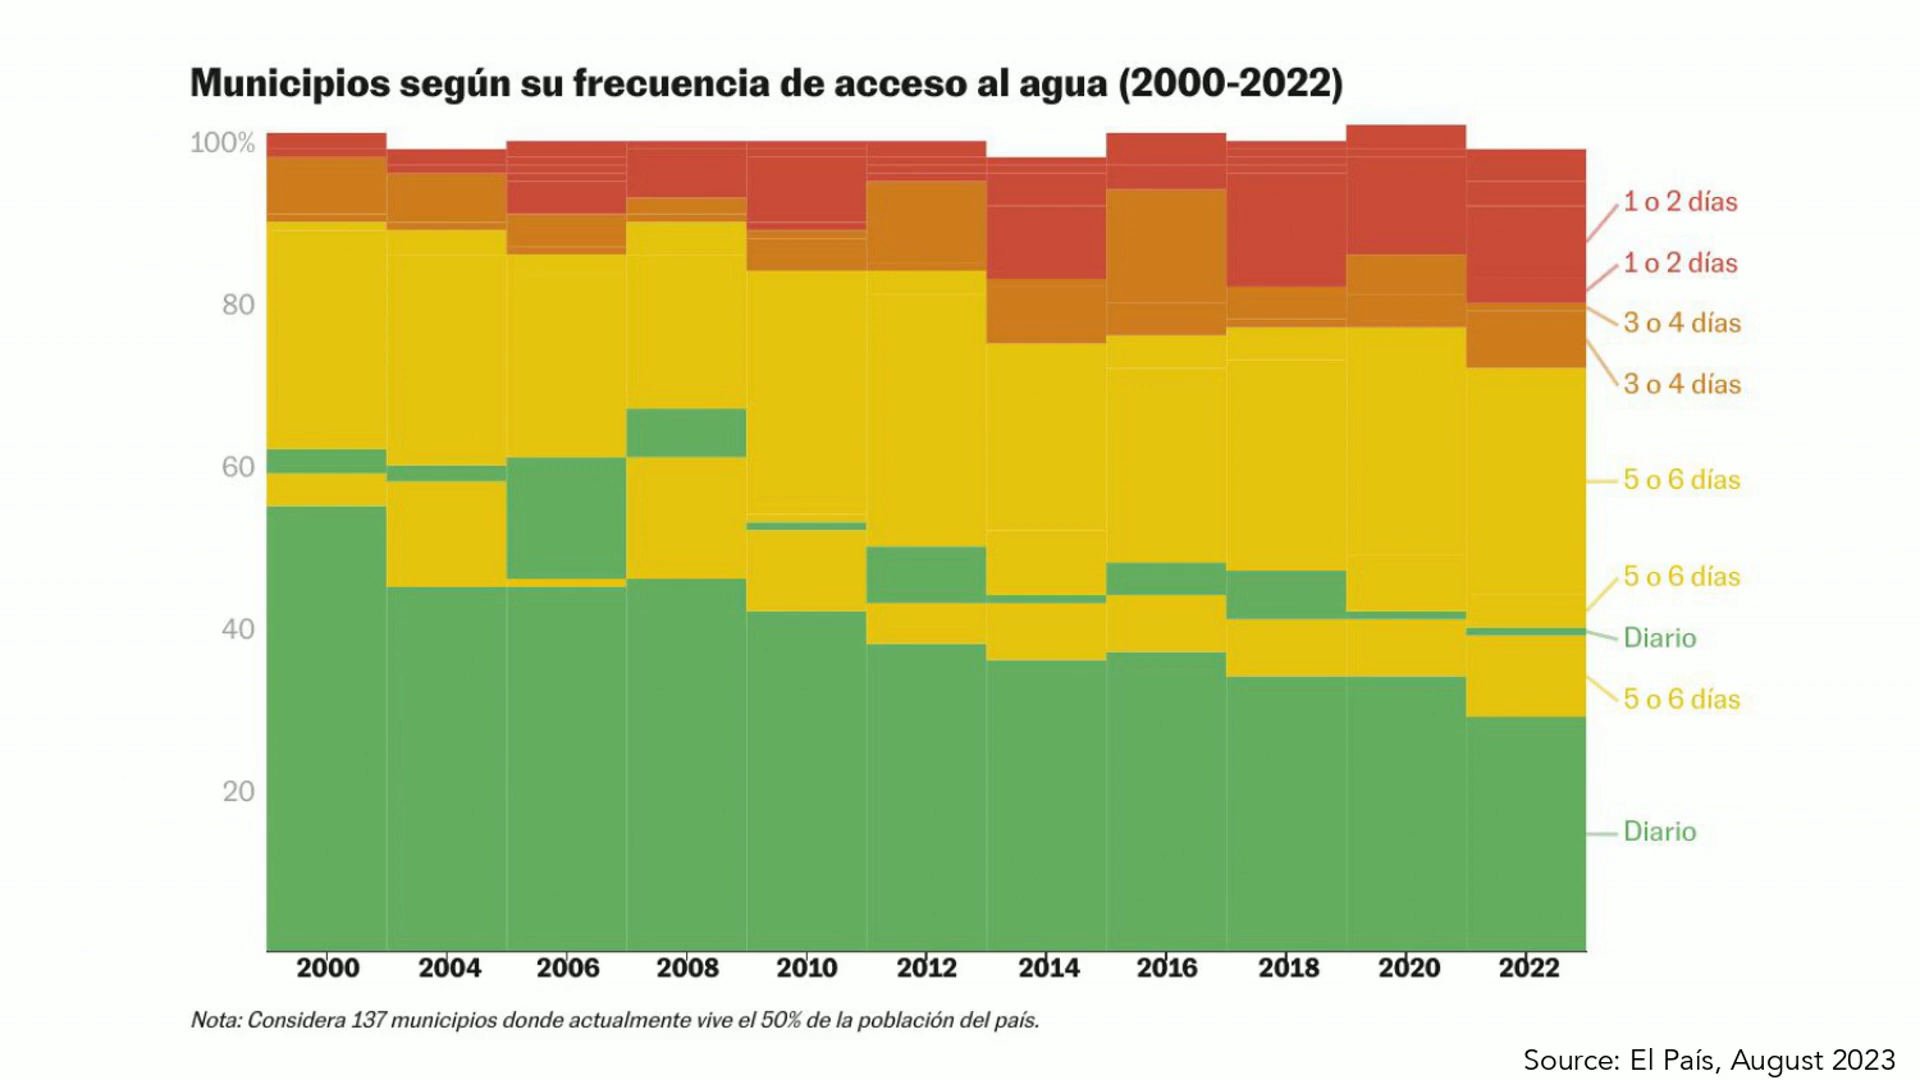 Municipios según su frecuencia de acceso al agua (2000-2022)
100%
80
60
40
20
1 o 2 días
1 o 2 días
3 o 4 días
3 o 4 días
5 o 6 días
5 o 6 días
Diario
5 o 6 días
Diario
2000 2004 2006 2008 2010 2012 2014 2016 2018 2020 2022
Nota: Considera 137 municipios donde actualmente vive el 50% de la población del país.
Source: El País, August 2023